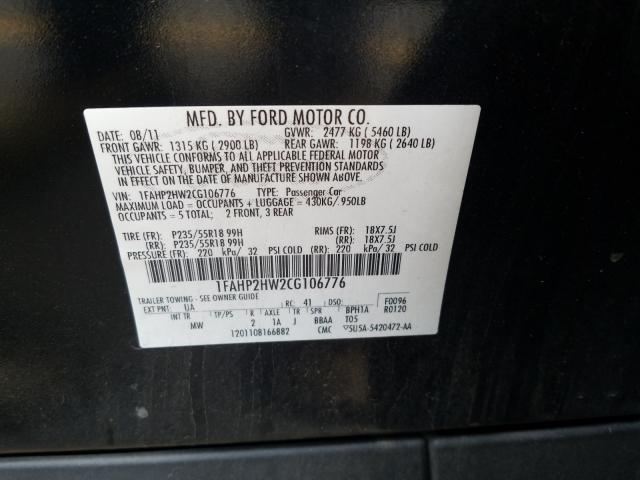 MFD. BY FORD MOTOR CO.
DATE: 08/11 GVWR: 2477 KG ( 5460 LB)
FRONT GAWR: 1315 KG ( 2900 LB) REAR GAWR: 1198 KG ( 2640 LB)
THIS VEHICLE CONFORMS TO ALL APPLICABLE FEDERAL MOTOR
VEHICLE SAFETY, BUMPER, AND THEFT PREVENTION STANDARDS
IN EFFECT ON THE DATE OF MANUFACTURE SHOWN ABOVE.
VIN: 1FAHP2HW2CG106776 TYPE: Passenger Car
MAXIMUM LOAD = OCCUPANTS + LUGGAGE = 430KG/ 950LB
OCCUPANTS = 5 TOTAL; 2 FRONT, 3 REAR
TIRE (FR): P235/55R18 99H RIMS (FR): 18X7.5J
(RR): P235/55R18 99H (RR): 18X7.5J
PRESSURE (FR): 220 kPa/ 32 PSI COLD (RR): 220 kPa/ 32 PSI COLD
1FAHP2HW2CG106776
TRAILER TOWING - SEE OWNER GUIDE
EXT PNT: UA RC: 41 DSO: F0096
INT TR TP/PS R AXLE TR SPR BPH1A R0120
MW 2 1A J BBAA T05
1201108166882 CMC 5U5A-5420472-AA